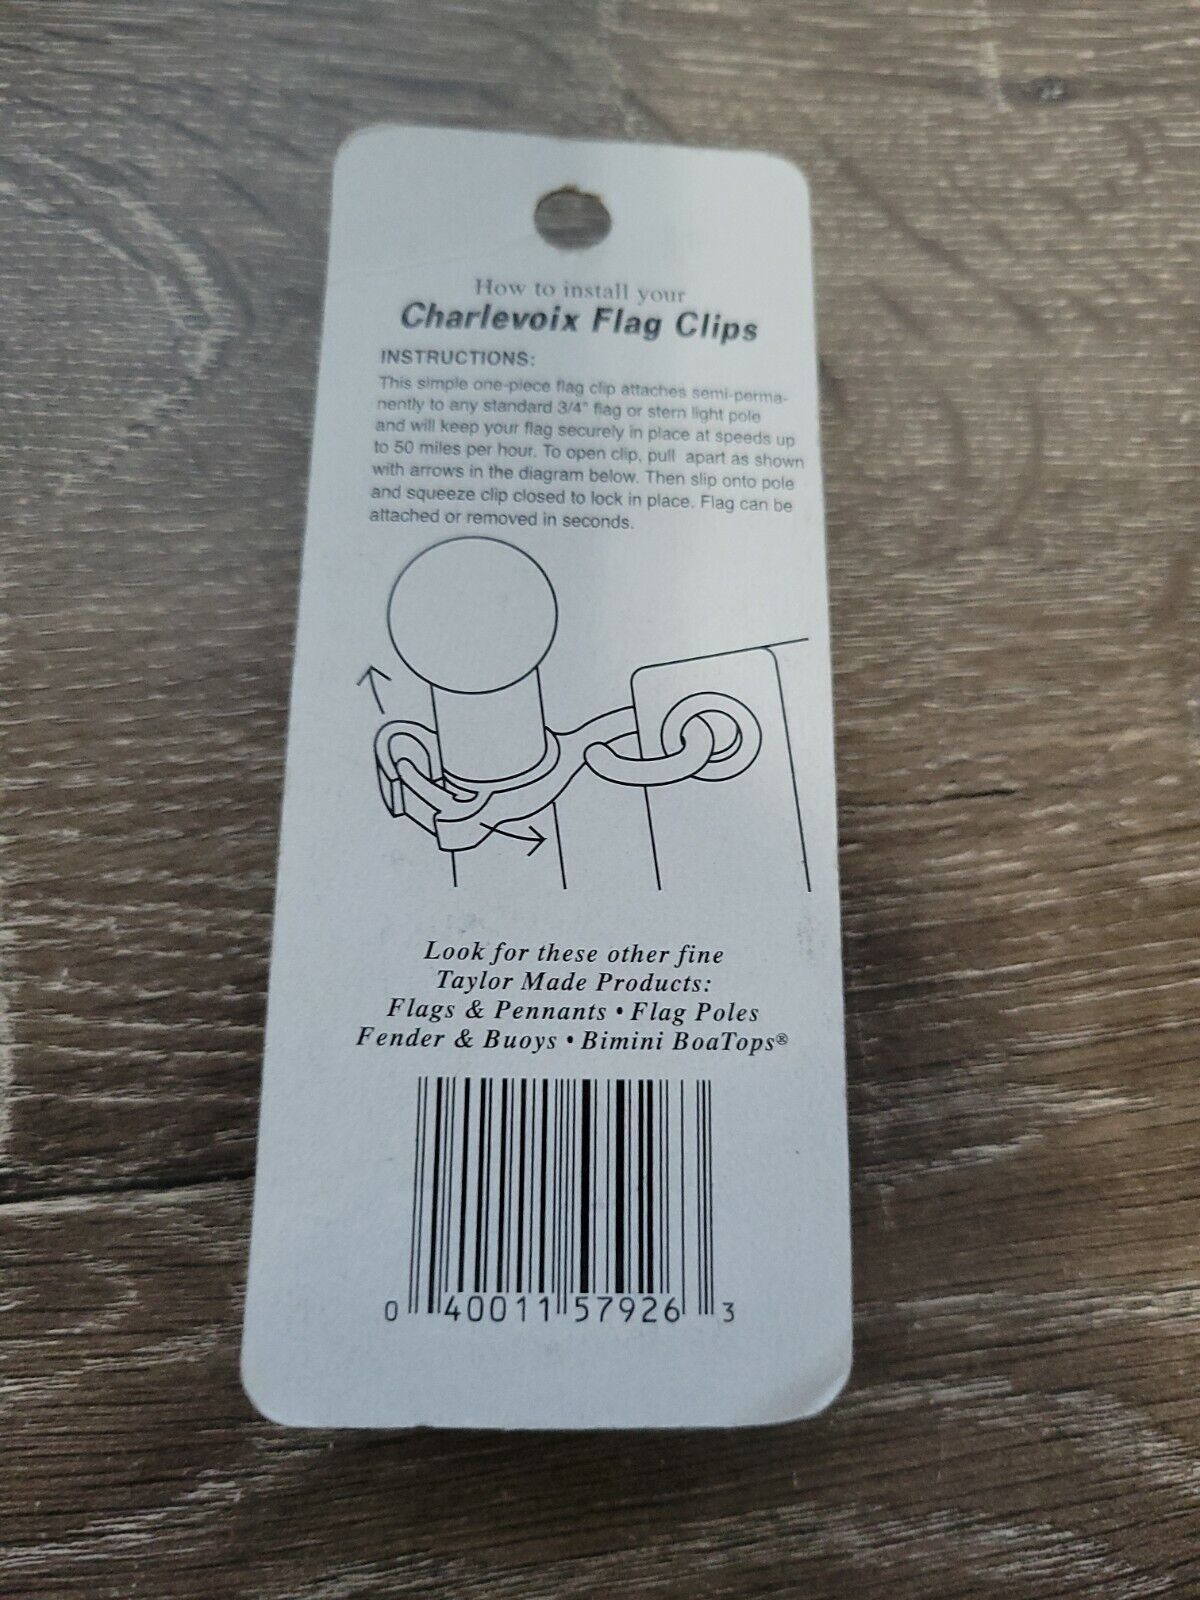 How to install your
Charlevoix Flag Clips
INSTRUCTIONS:
This simple one-piece flag clip attaches semi-perma-
nently to any standard 3/4" flag or stern light pole
and will keep your flag securely in place at speeds up
to 50 miles per hour. To open clip, pull apart as shown
with arrows in the diagram below. Then slip onto pole
and squeeze clip closed to lock in place. Flag can be
attached or removed in seconds.
Look for these other fine
Taylor Made Products:
Flags & Pennants • Flag Poles
Fender & Buoys • Bimini BoaTops®
0 40011 57926 3